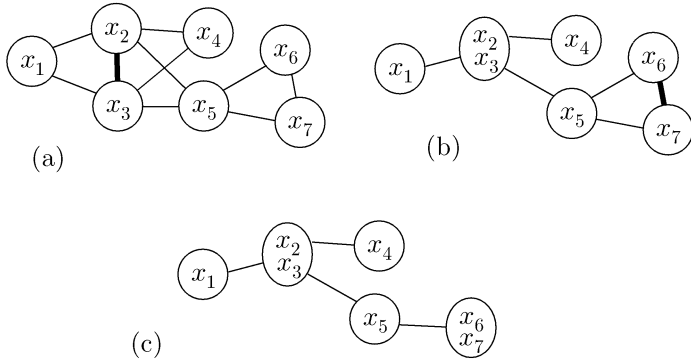 x₂
x₄
x₁
x₃
x₅
x₆
x₇
(a)
x₁
x₂
x₃
x₄
x₅
x₆
x₇
(b)
x₁
x₂
x₃
x₄
x₅
x₆
x₇
(c)